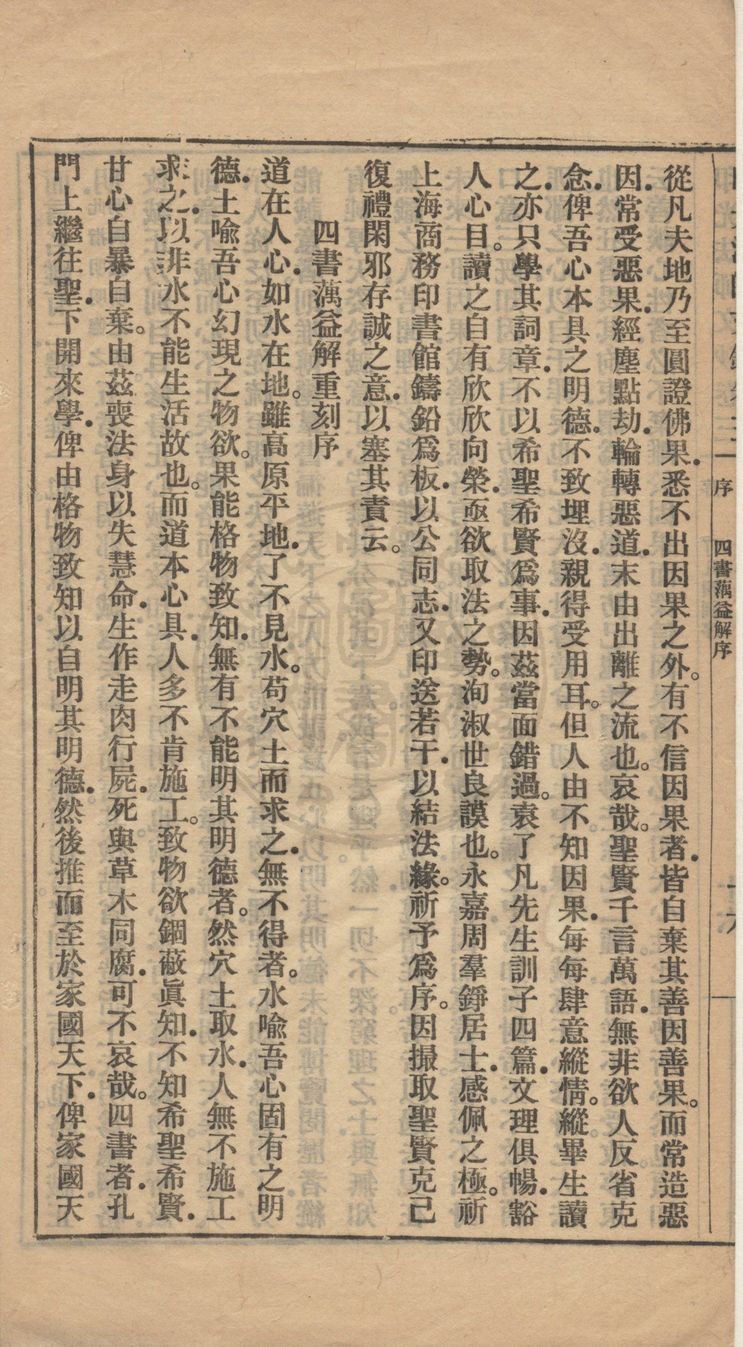 序　四書蕅益解序
從凡夫地乃至圓證佛果.悉不出因果之外。有不信因果者.皆自棄其善因善果。而常造惡
因.常受惡果.經塵點劫.輪轉惡道.末由出離之流也。哀哉。聖賢千言萬語.無非欲人反省克
念.俾吾心本具之明德.不致埋沒.親得受用耳。但人由不知因果.每每肆意縱情。縱畢生讀
之.亦只學其詞章.不以希聖希賢爲事.因茲當面錯過。袁了凡先生訓子四篇.文理俱暢.豁
人心目.讀之自有欣欣向榮.亟欲取法之勢。洵淑世良謨也。永嘉周羣錚居士.感佩之極。祈
上海商務印書館鑄鉛爲板.以公同志.又印送若干.以結法緣。祈予爲序。因撮取聖賢克己
復禮閑邪存誠之意.以塞其責云。
四書蕅益解重刻序
道在人心.如水在地。雖高原平地.了不見水。苟穴土而求之.無不得者。水喻吾心固有之明
德.土喻吾心幻現之物欲。果能格物致知.無有不能明其明德者。然穴土取水.人無不施工
求之.以非水不能生活故也。而道本心具.人多不肯施工。致物欲錮蔽眞知.不知希聖希賢.
甘心自暴自棄。由茲喪法身以失慧命.生作走肉行屍.死與草木同腐.可不哀哉。四書者.孔
門上繼往聖.下開來學.俾由格物致知以自明其明德.然後推而至於家國天下.俾家國天